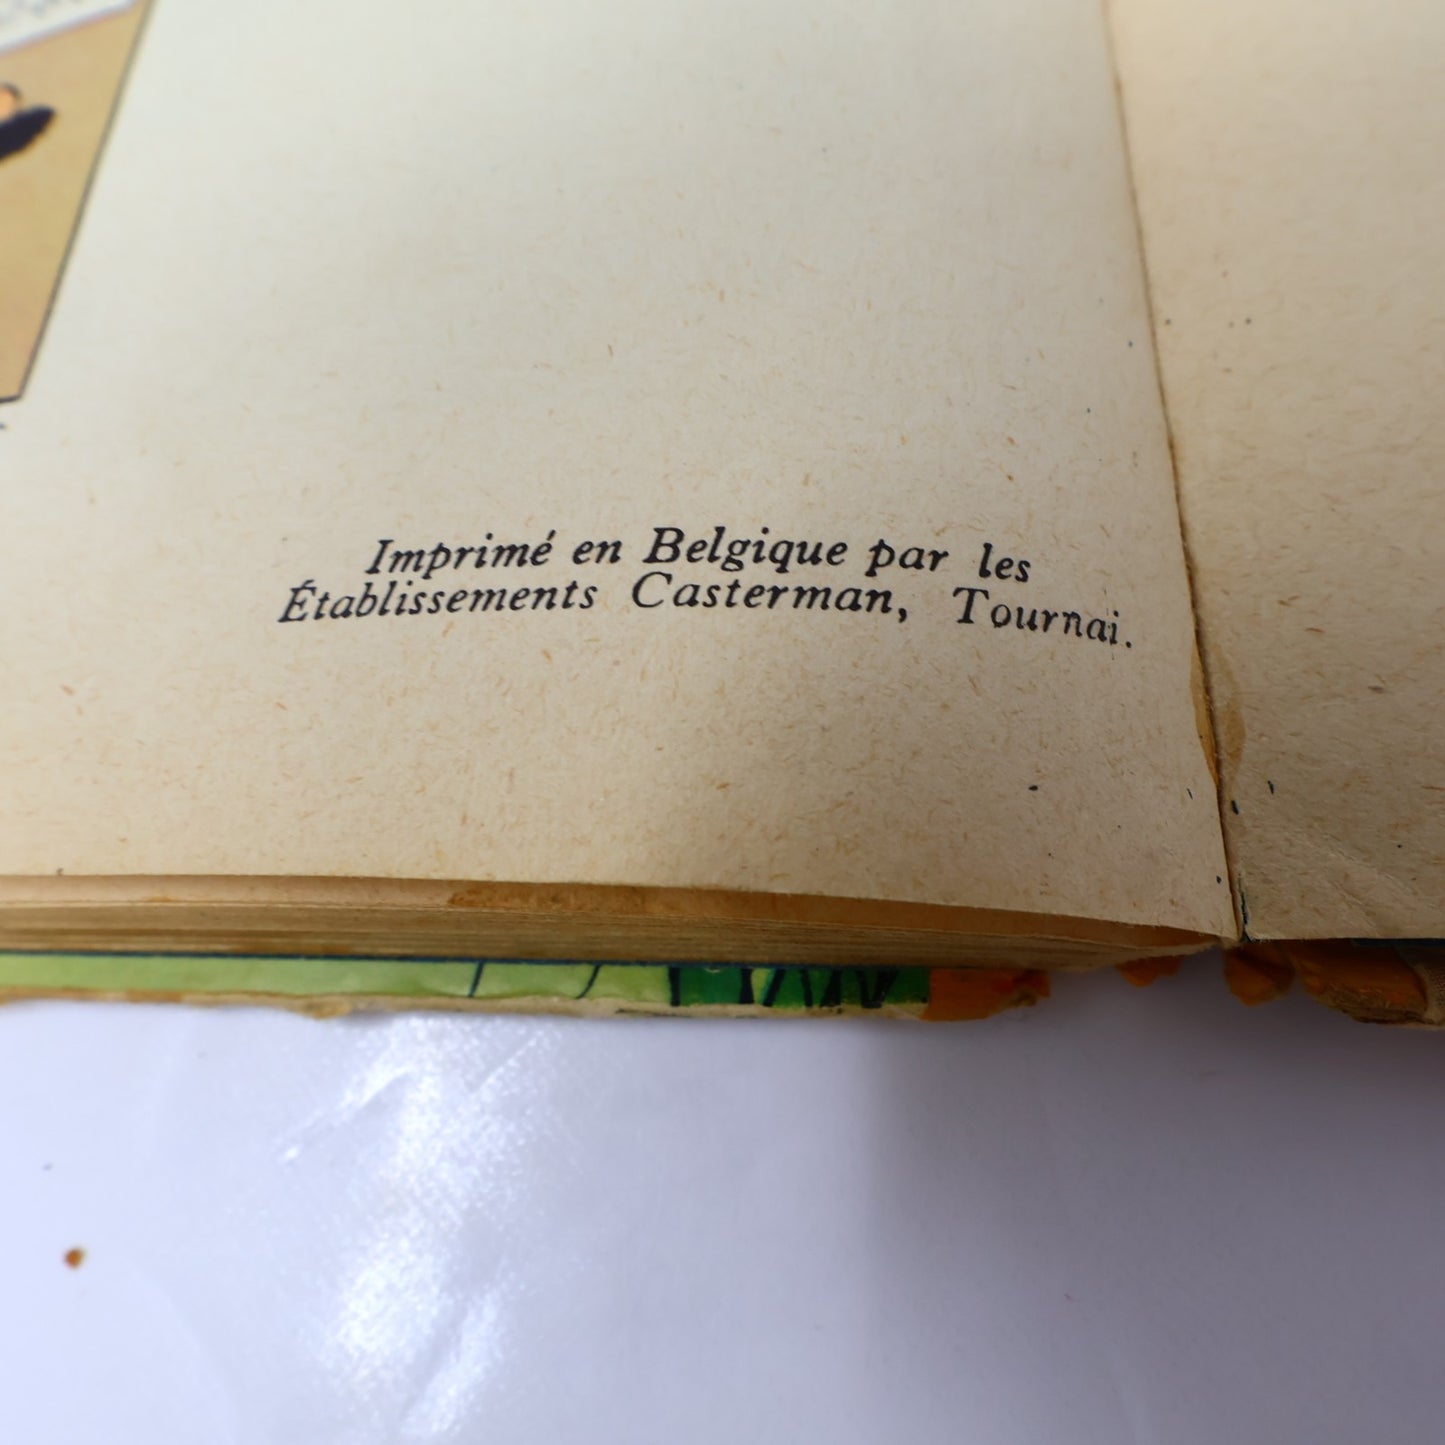 Imprimé en Belgique par les
Établissements Casterman, Tournai.